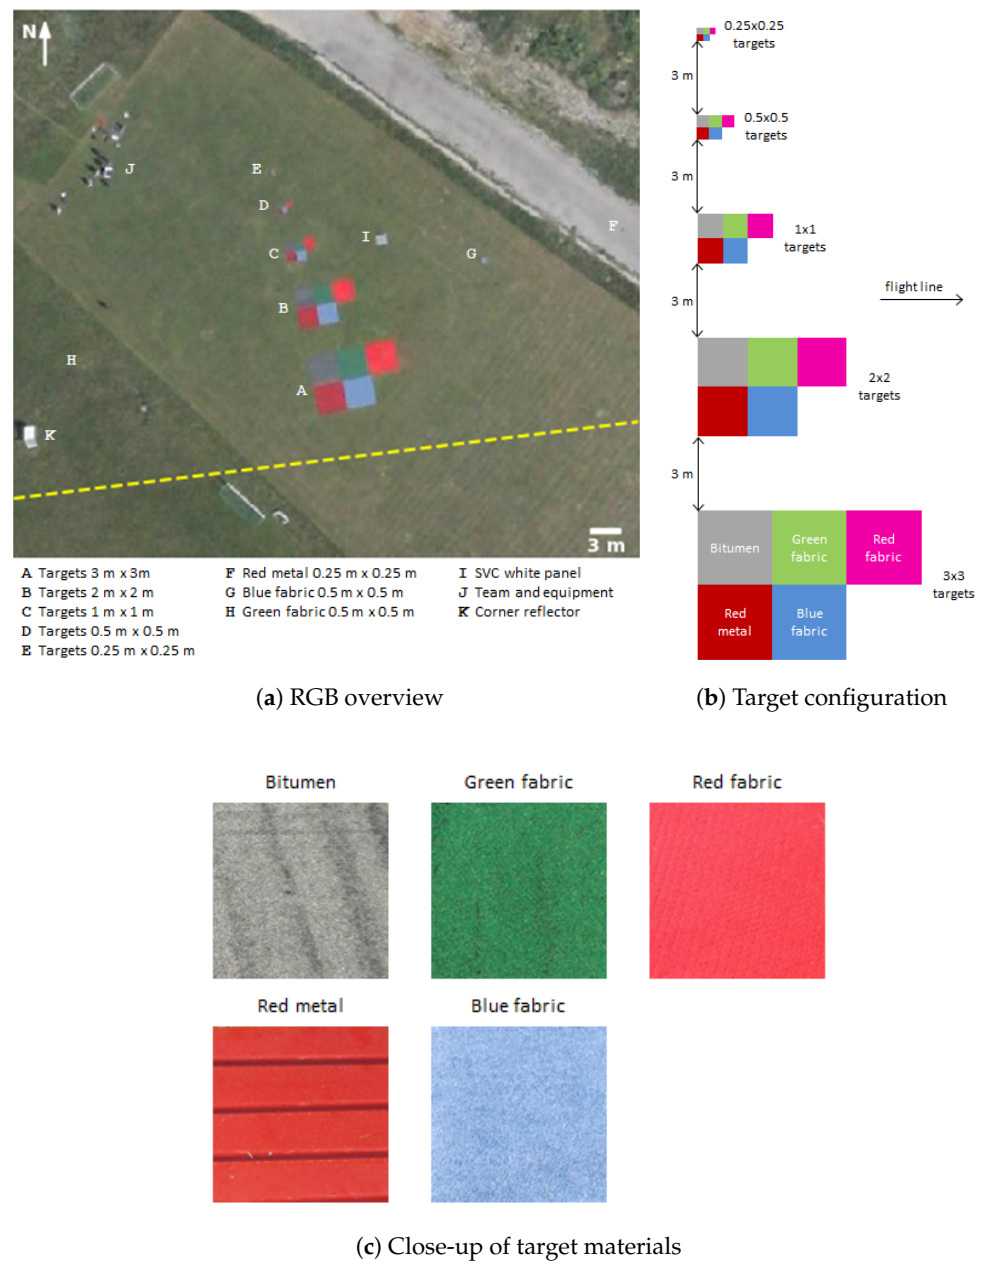 N
J
E
D
I
F
C
G
B
H
A
K
3 m
A Targets 3 m x 3m
B Targets 2 m x 2 m
C Targets 1 m x 1 m
D Targets 0.5 m x 0.5 m
E Targets 0.25 m x 0.25 m
F Red metal 0.25 m x 0.25 m
G Blue fabric 0.5 m x 0.5 m
H Green fabric 0.5 m x 0.5 m
I SVC white panel
J Team and equipment
K Corner reflector
(a) RGB overview
0.25x0.25
targets
3 m
0.5x0.5
targets
3 m
1x1
targets
3 m
flight line
2x2
targets
3 m
Bitumen
Green
fabric
Red
fabric
3x3
targets
Red
metal
Blue
fabric
(b) Target configuration
Bitumen
Green fabric
Red fabric
Red metal
Blue fabric
(c) Close-up of target materials